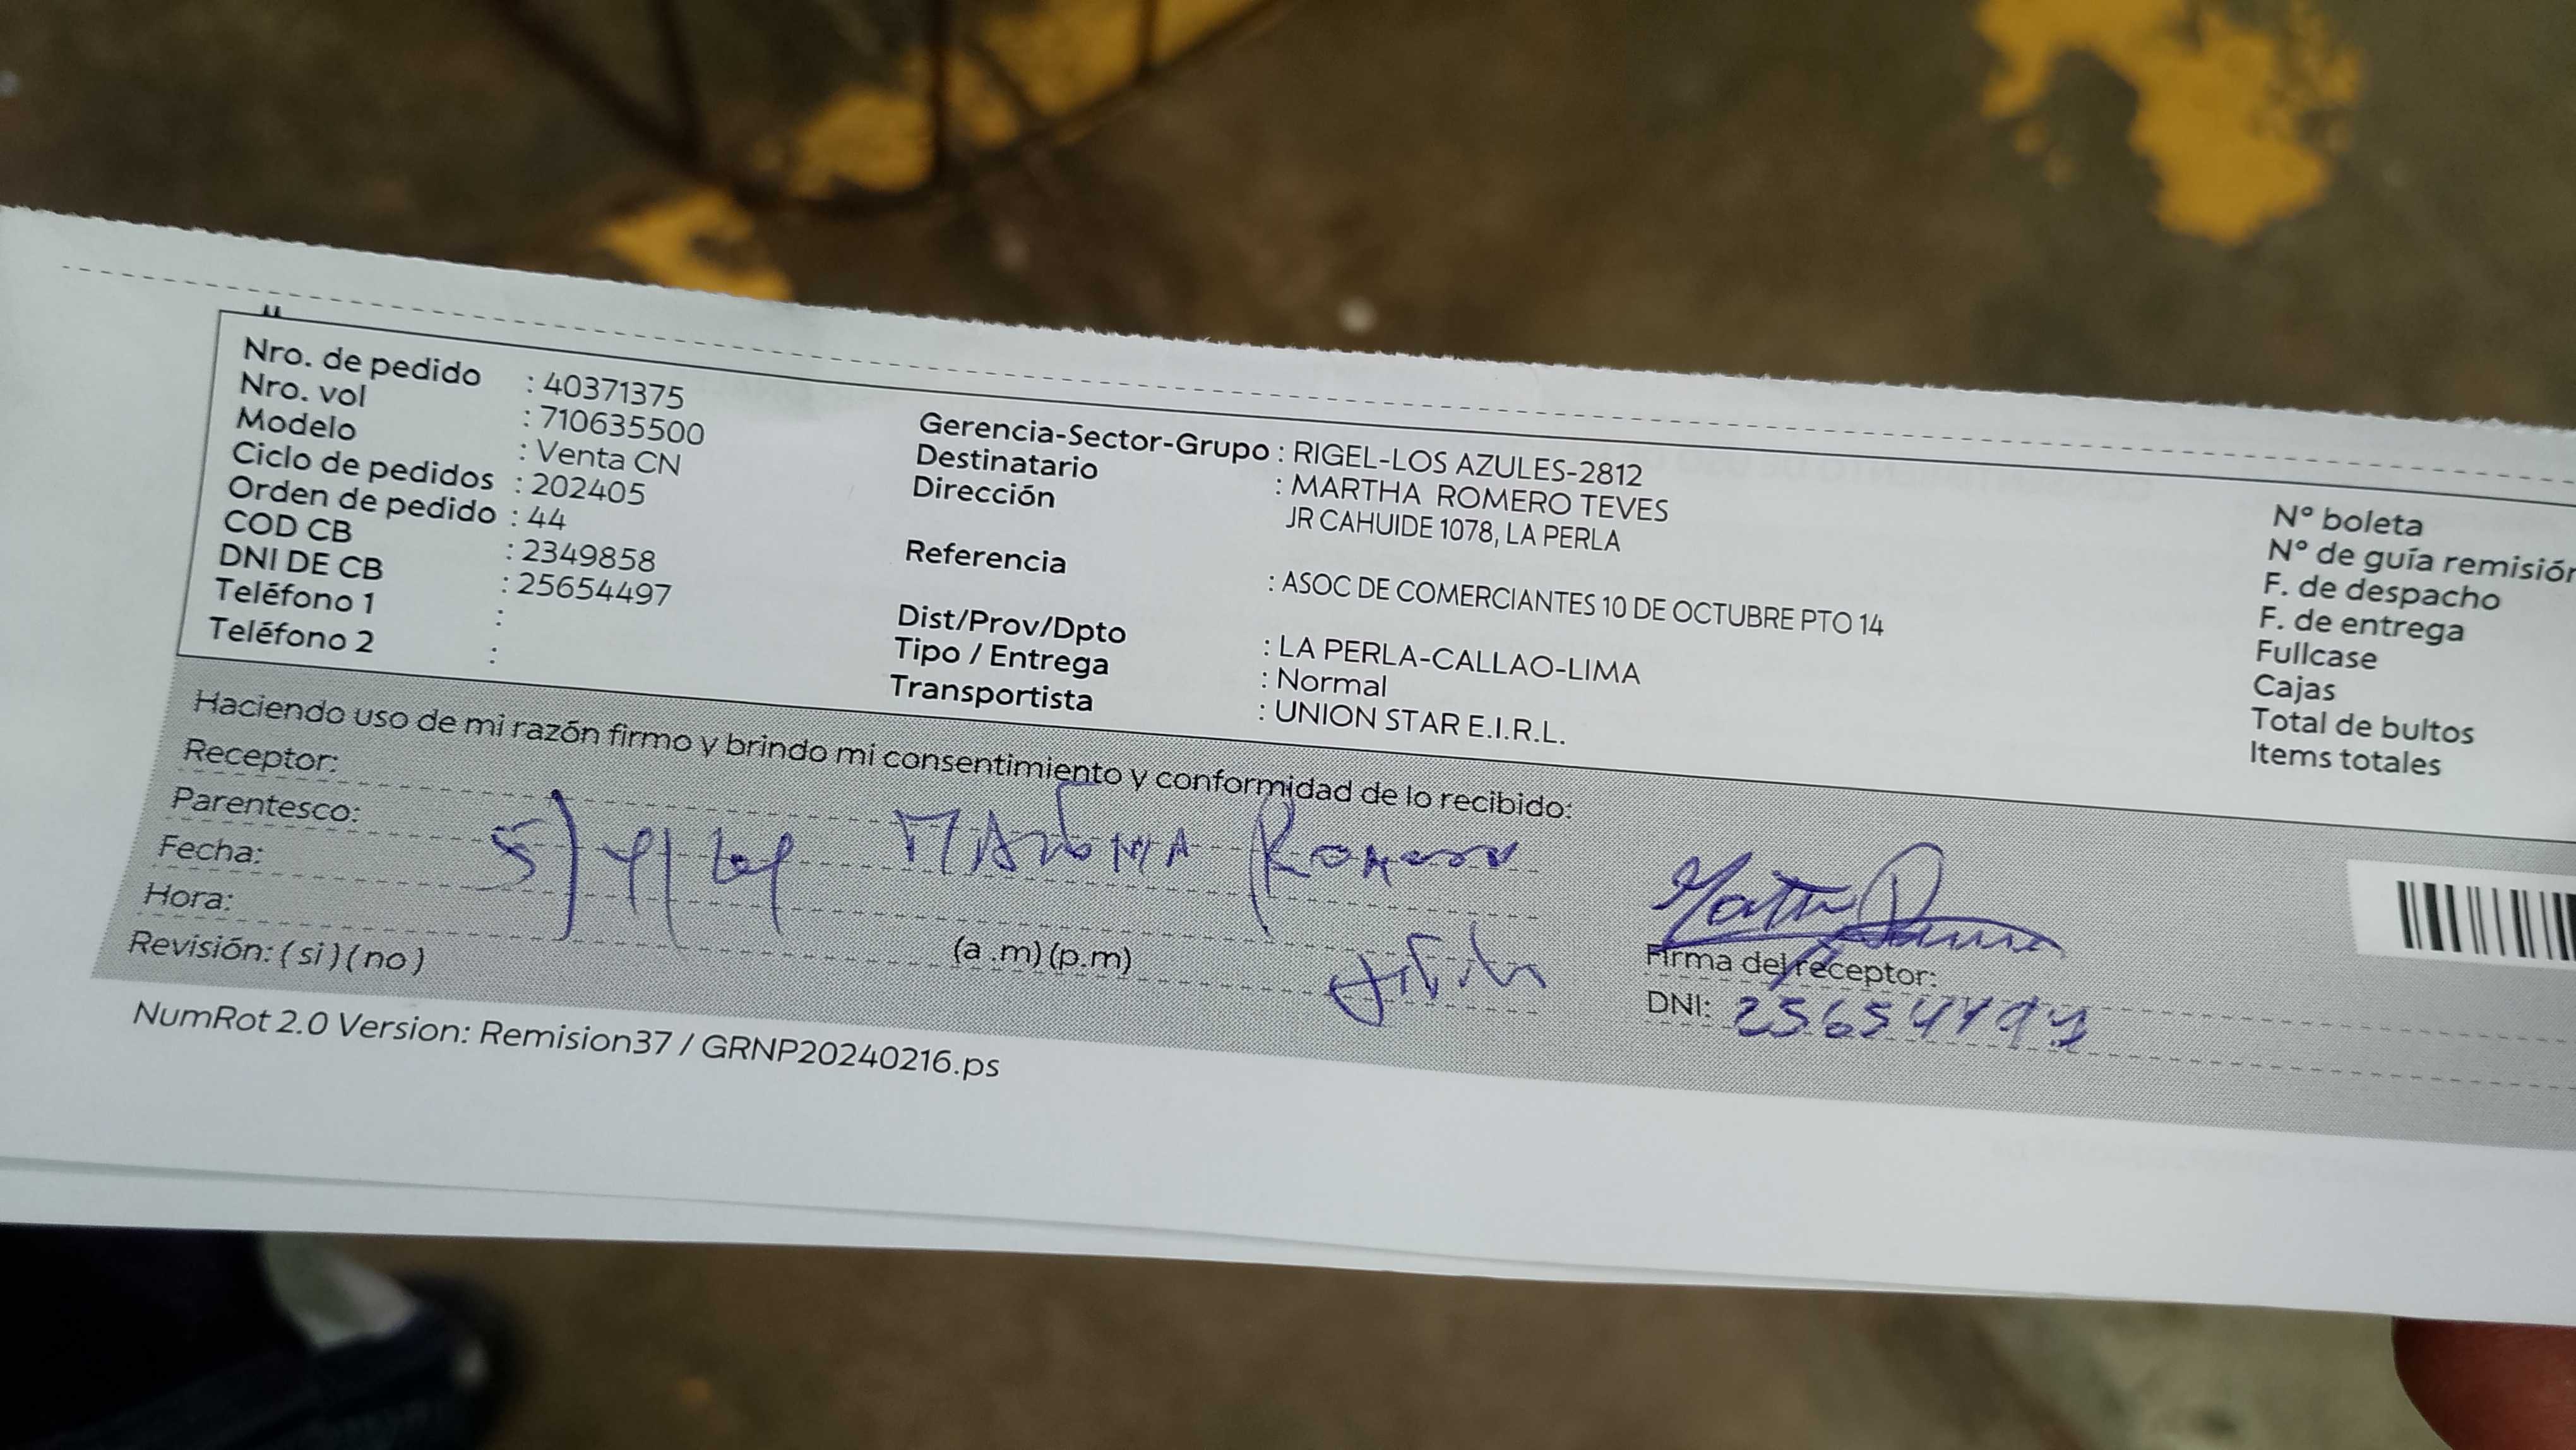 Nro. de pedido : 40371375
Nro. vol : 710635500
Modelo : Venta CN
Ciclo de pedidos : 202405
Orden de pedido : 44
COD CB : 2349858
DNI DE CB : 25654497
Teléfono 1 :
Teléfono 2 :
Gerencia-Sector-Grupo : RIGEL-LOS AZULES-2812
Destinatario : MARTHA ROMERO TEVES
Dirección JR CAHUIDE 1078, LA PERLA
Referencia : ASOC DE COMERCIANTES 10 DE OCTUBRE PTO 14
Dist/Prov/Dpto : LA PERLA-CALLAO-LIMA
Tipo / Entrega : Normal
Transportista : UNION STAR E.I.R.L.
N° boleta
N° de guía remisión
F. de despacho
F. de entrega
Fullcase
Cajas
Total de bultos
Items totales
Haciendo uso de mi razón firmo y brindo mi consentimiento y conformidad de lo recibido:
Receptor:
Parentesco:
Fecha:
Hora: (a .m) (p.m)
Revisión: ( si ) ( no )
Firma del receptor:
DNI: 25654497
NumRot 2.0 Version: Remision37 / GRNP20240216.ps